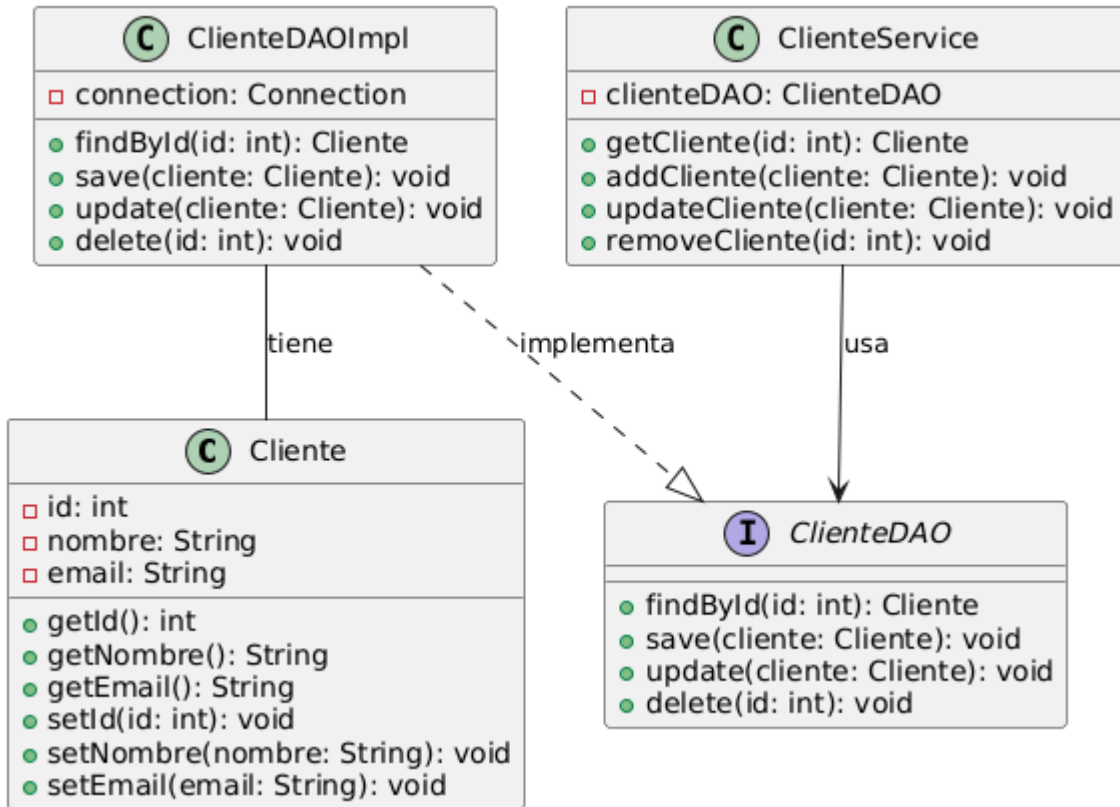 C ClienteDAOImpl
connection: Connection
findById(id: int): Cliente
save(cliente: Cliente): void
update(cliente: Cliente): void
delete(id: int): void
C ClienteService
clienteDAO: ClienteDAO
getCliente(id: int): Cliente
addCliente(cliente: Cliente): void
updateCliente(cliente: Cliente): void
removeCliente(id: int): void
tiene
implementa
usa
C Cliente
id: int
nombre: String
email: String
getId(): int
getNombre(): String
getEmail(): String
setId(id: int): void
setNombre(nombre: String): void
setEmail(email: String): void
I ClienteDAO
findById(id: int): Cliente
save(cliente: Cliente): void
update(cliente: Cliente): void
delete(id: int): void